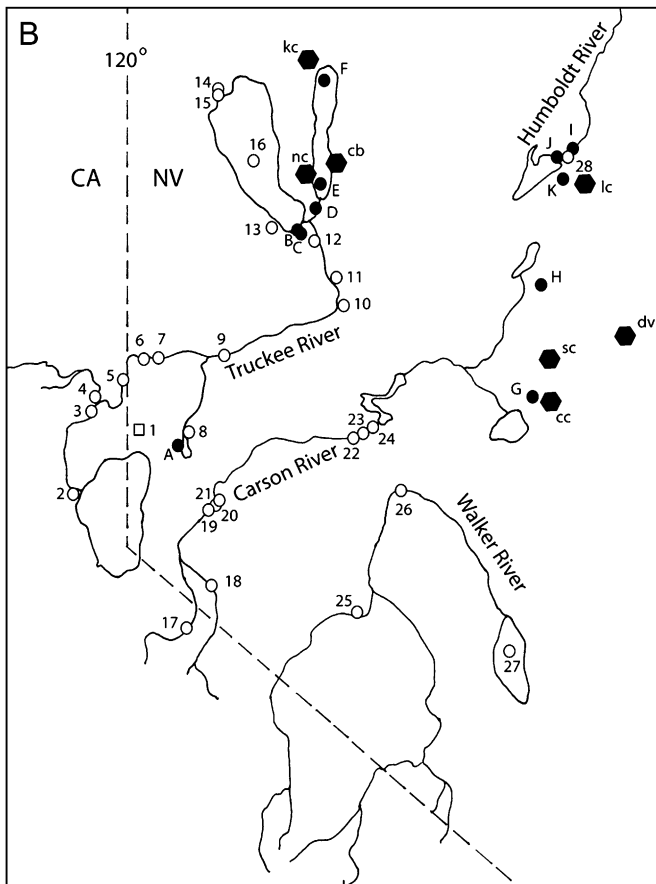 B
120°
CA
NV
kc
F
14
15
16
nc
cb
E
D
13
B
C
12
11
10
Humboldt River
J
I
28
K
lc
H
dv
sc
G
cc
6
7
9
Truckee River
5
4
3
1
8
A
2
23
22
24
Carson River
21
20
19
18
17
26
Walker River
25
27